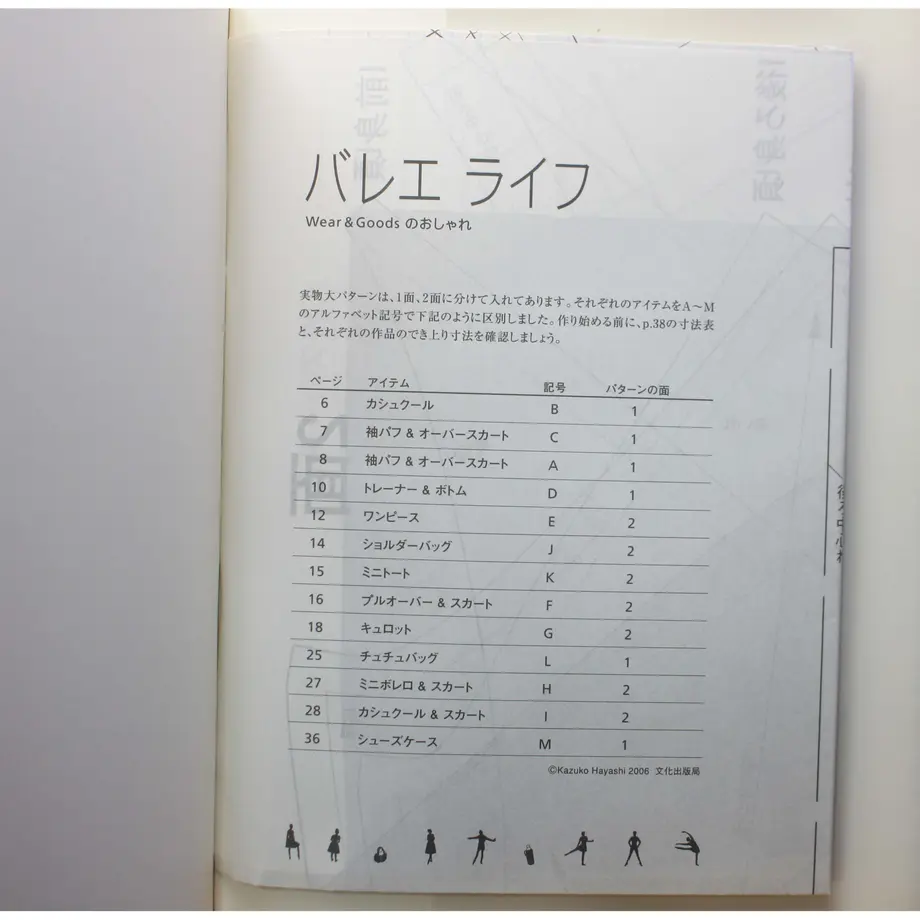 バレエ ライフ
Wear & Goods のおしゃれ
実物大パターンは、1面、2面に分けて入れてあります。それぞれのアイテムをA～M
のアルファベット記号で下記のように区別しました。作り始める前に、p.38の寸法表
と、それぞれの作品のでき上り寸法を確認しましょう。
ページ アイテム 記号 パターンの面
6 カシュクール B 1
7 袖パフ & オーバースカート C 1
8 袖パフ & オーバースカート A 1
10 トレーナー & ボトム D 1
12 ワンピース E 2
14 ショルダーバッグ J 2
15 ミニトート K 2
16 プルオーバー & スカート F 2
18 キュロット G 2
25 チュチュバッグ L 1
27 ミニボレロ & スカート H 2
28 カシュクール & スカート I 2
36 シューズケース M 1
©Kazuko Hayashi 2006 文化出版局